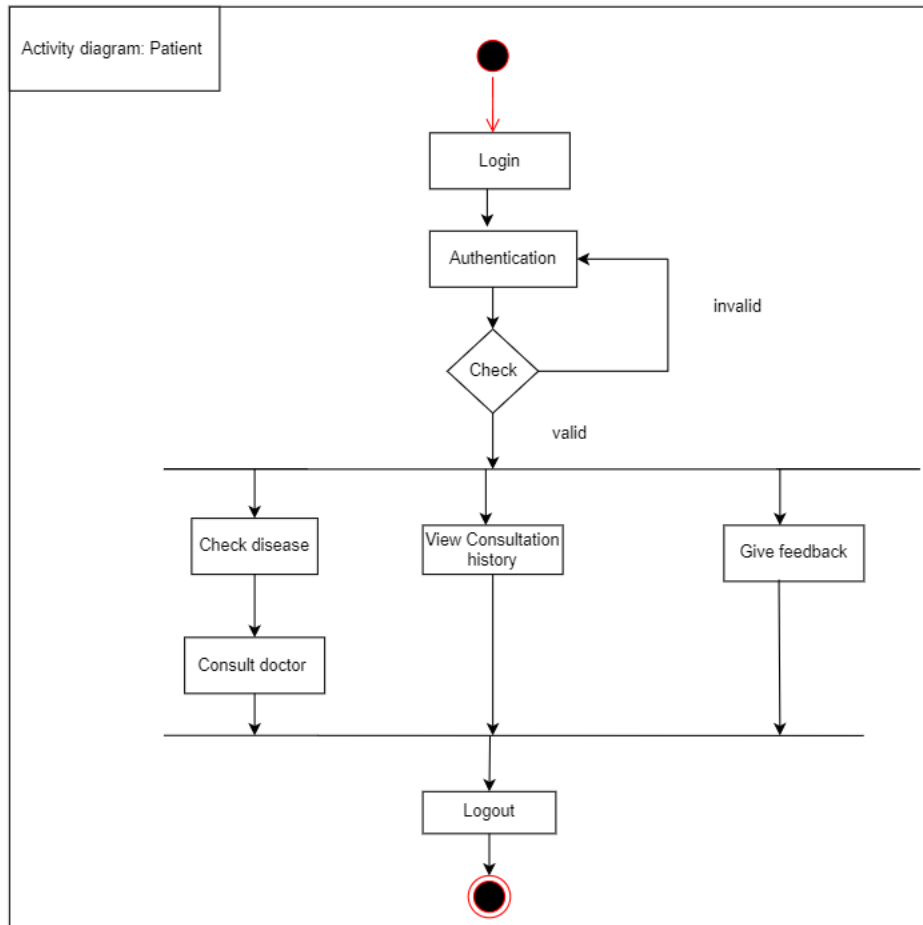 Activity diagram: Patient
Login
Authentication
invalid
Check
valid
Check disease
View Consultation
history
Give feedback
Consult doctor
Logout